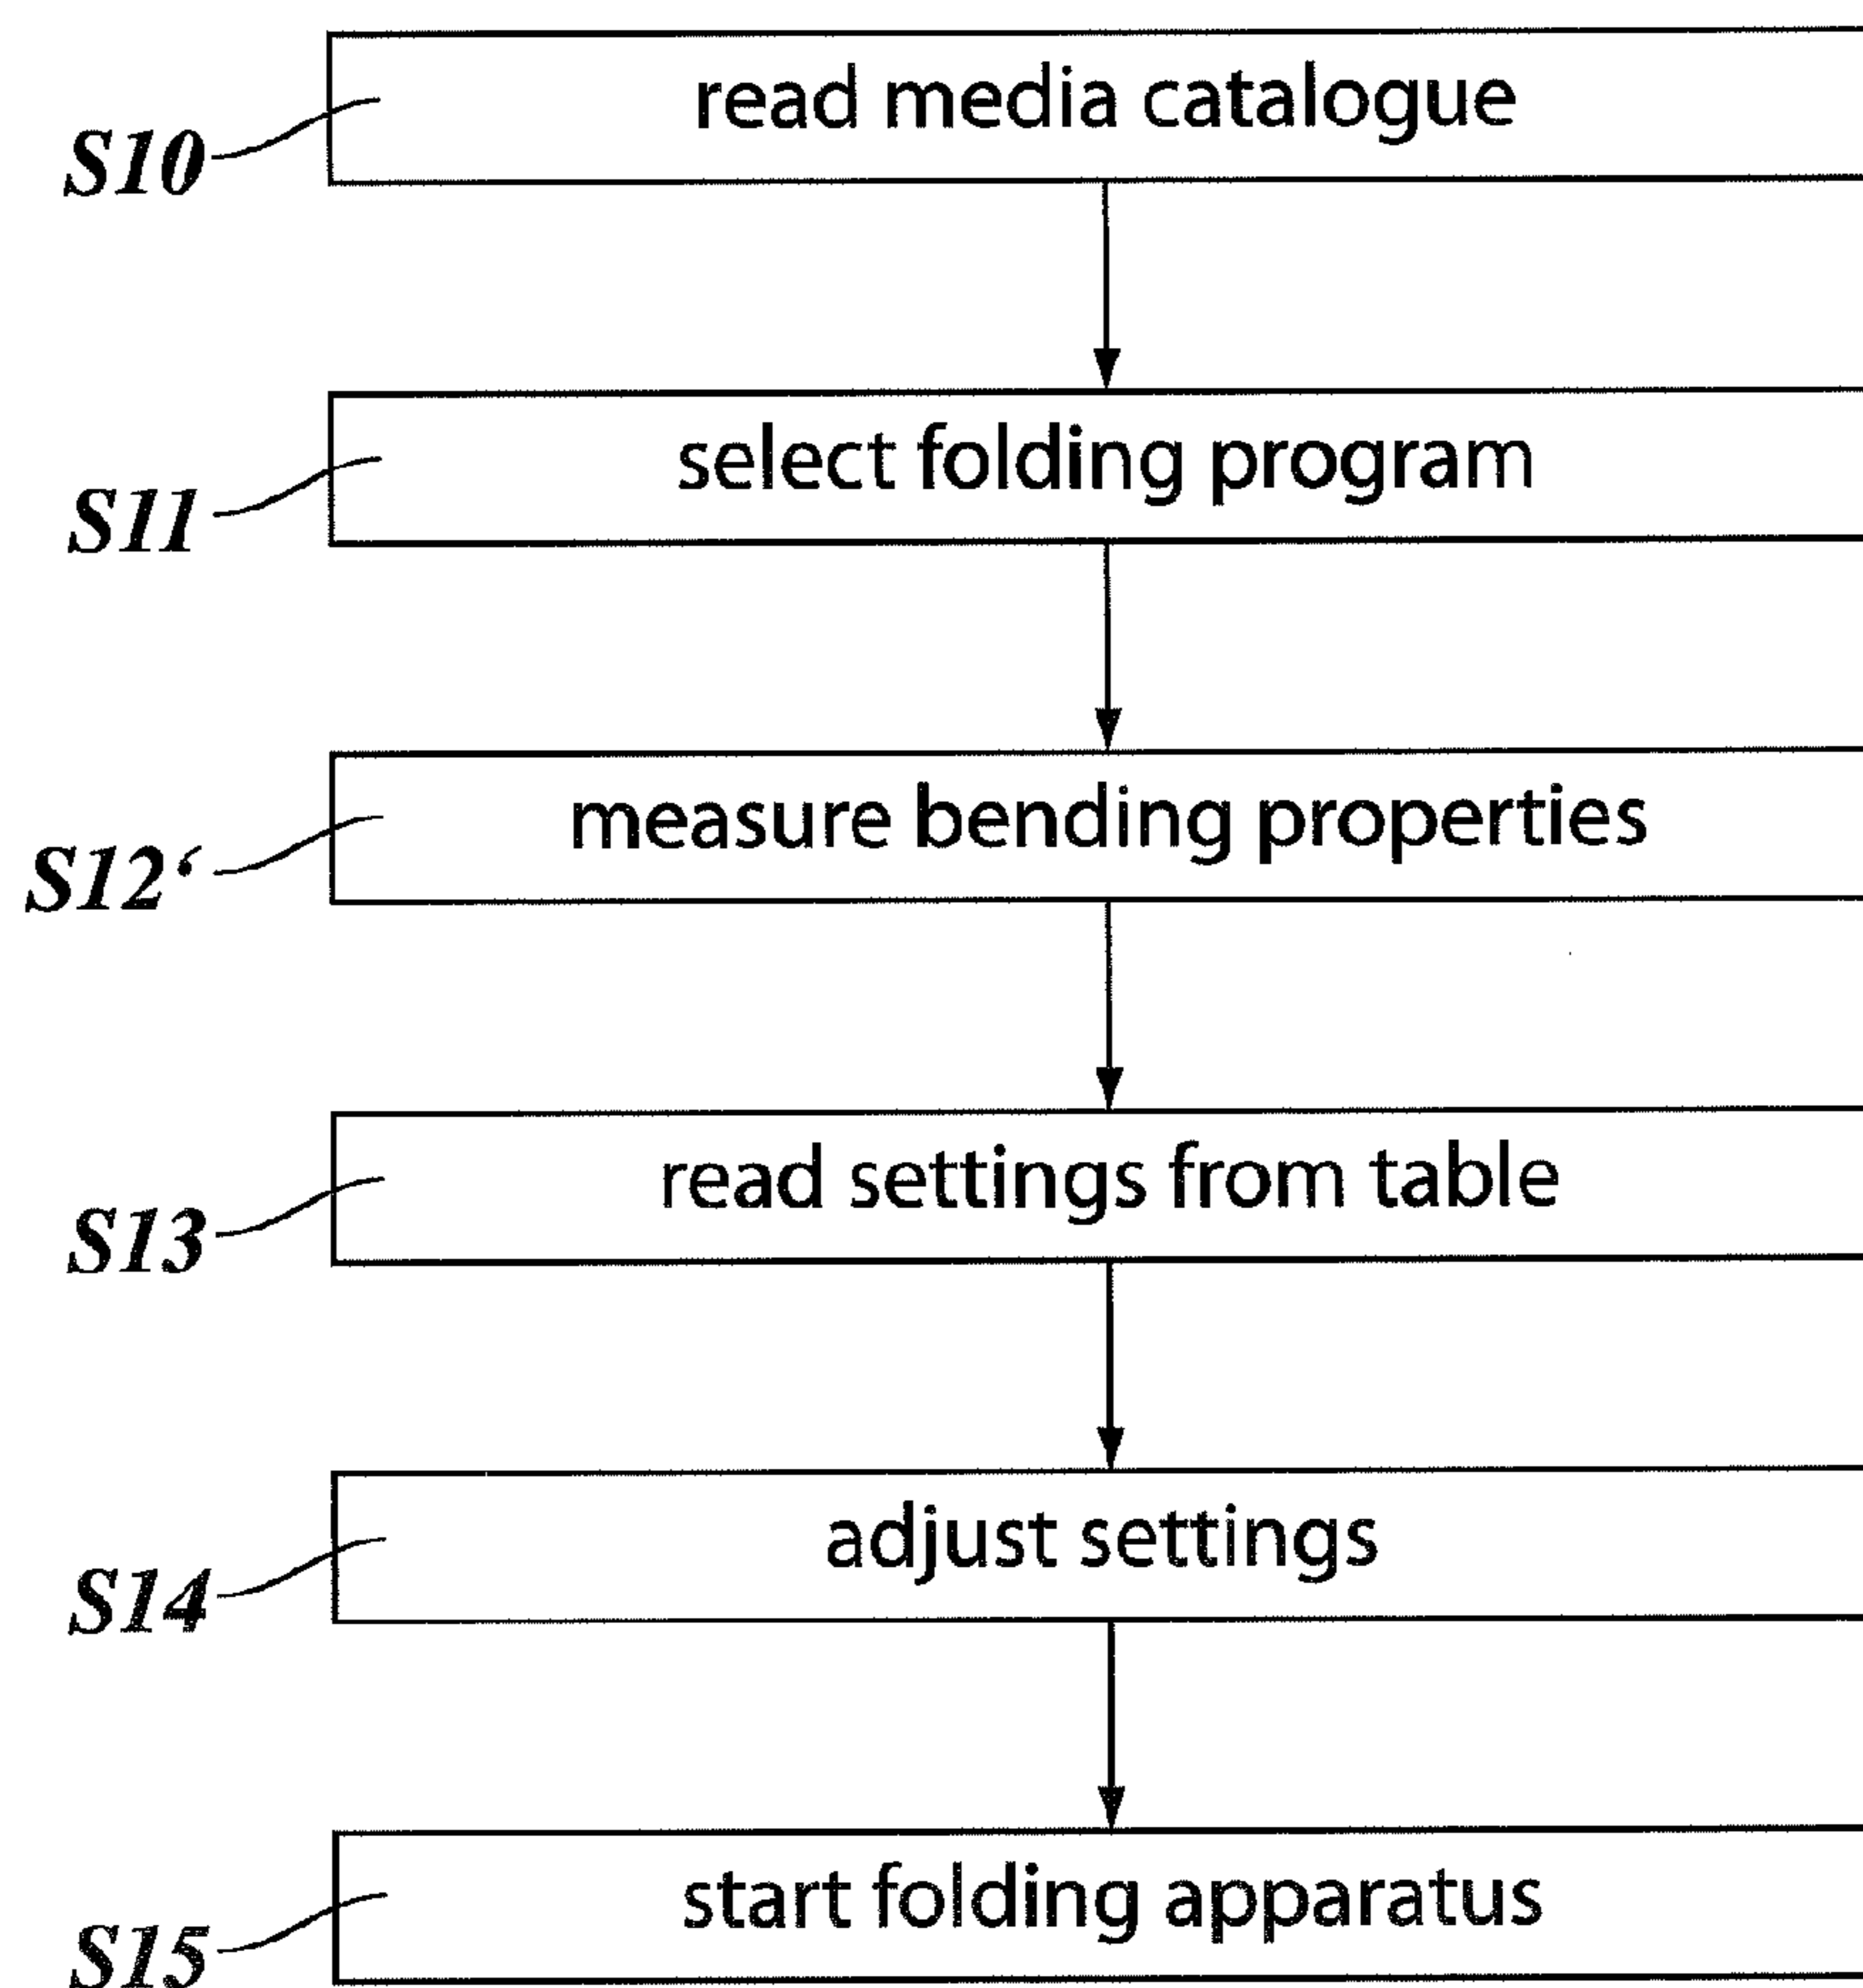 read media catalogue
S10
select folding program
S11
measure bending properties
S12‘
read settings from table
S13
adjust settings
S14
start folding apparatus
S15